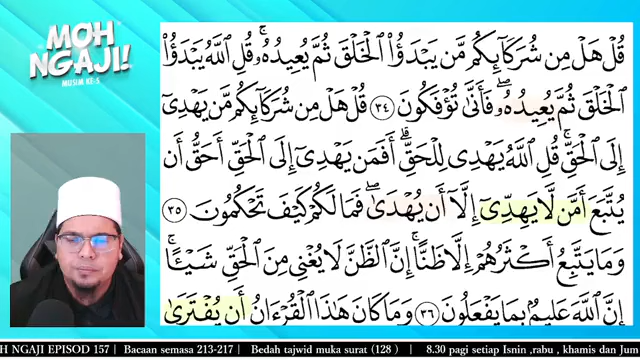 MOH
NGAJI!
MUSIM KE-5
قُلْ هَلْ مِن شُرَكَآئِكُم مَّن يَبْدَؤُا۟ ٱلْخَلْقَ ثُمَّ يُعِيدُهُۥ ۚ قُلِ ٱللَّهُ يَبْدَؤُا۟
ٱلْخَلْقَ ثُمَّ يُعِيدُهُۥ ۖ فَأَنَّىٰ تُؤْفَكُونَ ٣٤ قُلْ هَلْ مِن شُرَكَآئِكُم مَّن يَهْدِىٓ
إِلَى ٱلْحَقِّ ۚ قُلِ ٱللَّهُ يَهْدِى لِلْحَقِّ ۗ أَفَمَن يَهْدِىٓ إِلَى ٱلْحَقِّ أَحَقُّ أَن
يُتَّبَعَ أَمَّن لَّا يَهِدِّىٓ إِلَّآ أَن يُهْدَىٰ ۖ فَمَا لَكُمْ كَيْفَ تَحْكُمُونَ ٣٥
وَمَا يَتَّبِعُ أَكْثَرُهُمْ إِلَّا ظَنًّا ۚ إِنَّ ٱلظَّنَّ لَا يُغْنِى مِنَ ٱلْحَقِّ شَيْـًٔا ۚ
إِنَّ ٱللَّهَ عَلِيمٌۢ بِمَا يَفْعَلُونَ ٣٦ وَمَا كَانَ هَٰذَا ٱلْقُرْءَانُ أَن يُفْتَرَىٰ
H NGAJI EPISOD 157 | Bacaan semasa 213-217 | Bedah tajwid muka surat (128 ) | 8.30 pagi setiap Isnin ,rabu , khamis dan Jum